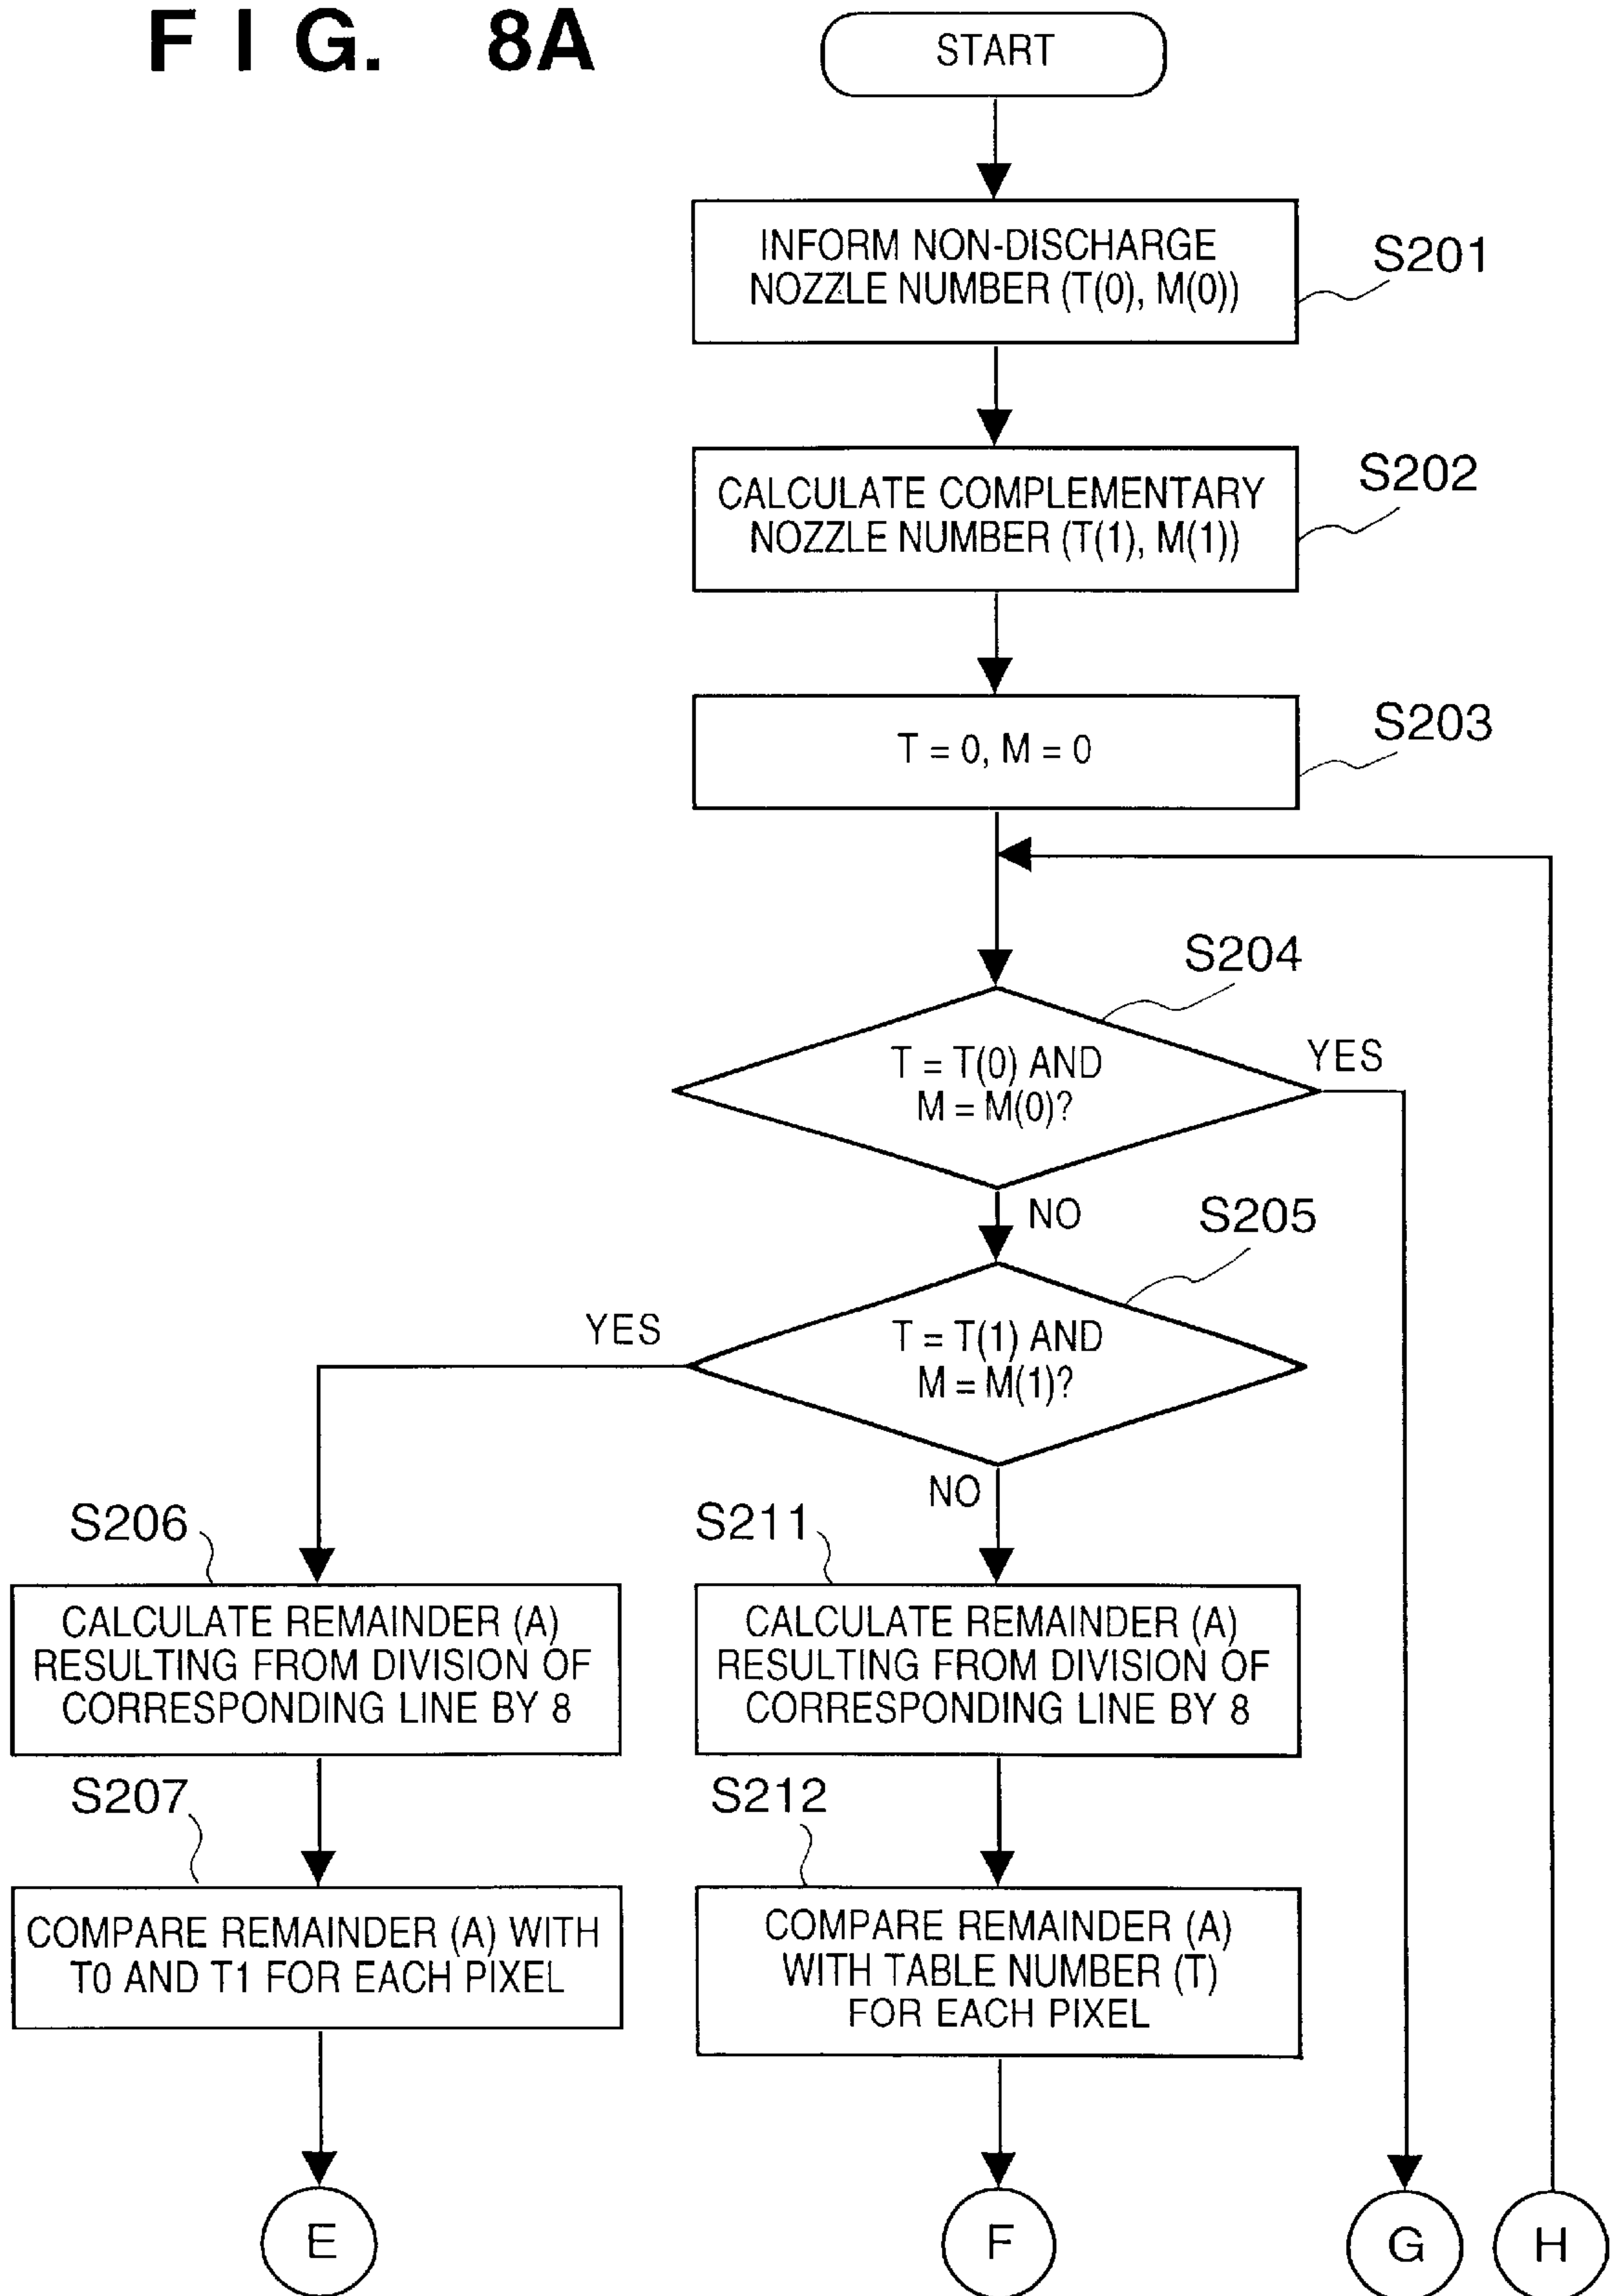 FIG. 8A
START
INFORM NON-DISCHARGE
NOZZLE NUMBER (T(0), M(0))
S201
CALCULATE COMPLEMENTARY
NOZZLE NUMBER (T(1), M(1))
S202
T = 0, M = 0
S203
S204
T = T(0) AND
M = M(0)?
YES
NO
S205
YES
T = T(1) AND
M = M(1)?
NO
S206
S211
CALCULATE REMAINDER (A)
RESULTING FROM DIVISION OF
CORRESPONDING LINE BY 8
CALCULATE REMAINDER (A)
RESULTING FROM DIVISION OF
CORRESPONDING LINE BY 8
S207
S212
COMPARE REMAINDER (A) WITH
T0 AND T1 FOR EACH PIXEL
COMPARE REMAINDER (A)
WITH TABLE NUMBER (T)
FOR EACH PIXEL
E
F
G
H